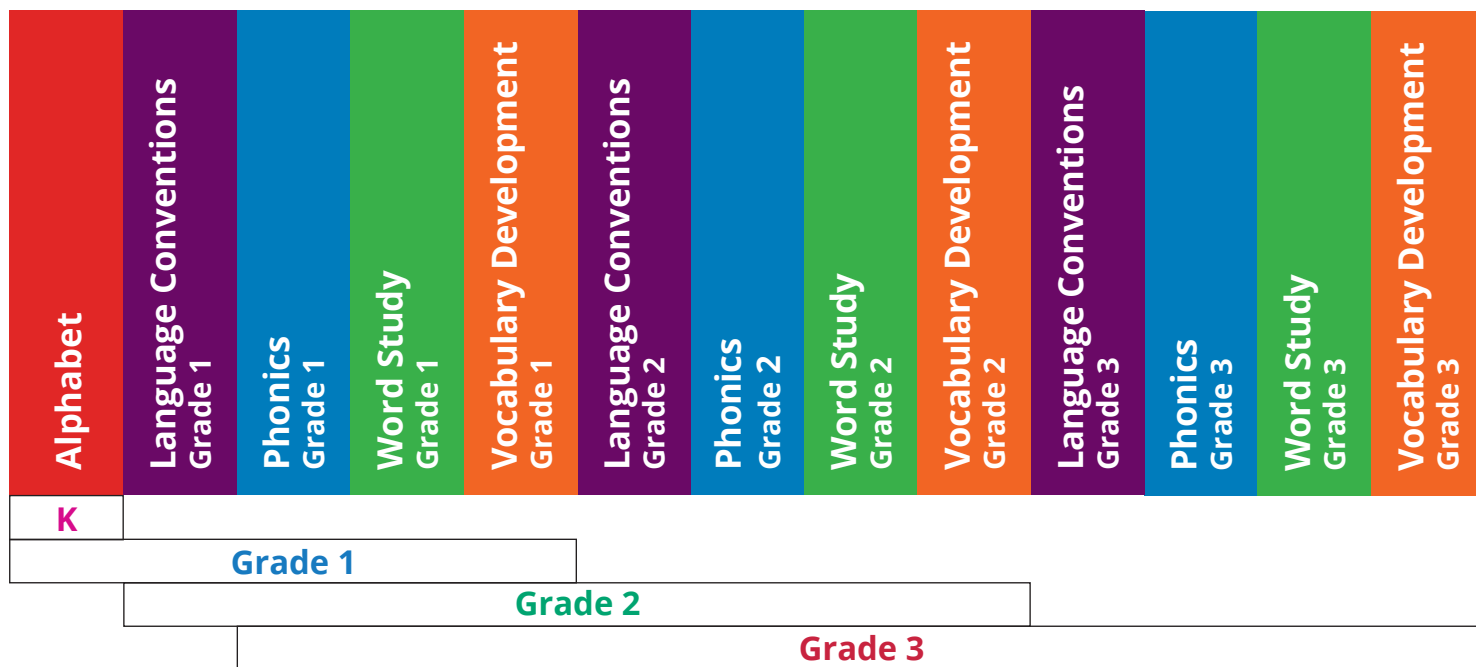 Alphabet
Language Conventions
Grade 1
Phonics
Grade 1
Word Study
Grade 1
Vocabulary Development
Grade 1
Language Conventions
Grade 2
Phonics
Grade 2
Word Study
Grade 2
Vocabulary Development
Grade 2
Language Conventions
Grade 3
Phonics
Grade 3
Word Study
Grade 3
Vocabulary Development
Grade 3
K
Grade 1
Grade 2
Grade 3